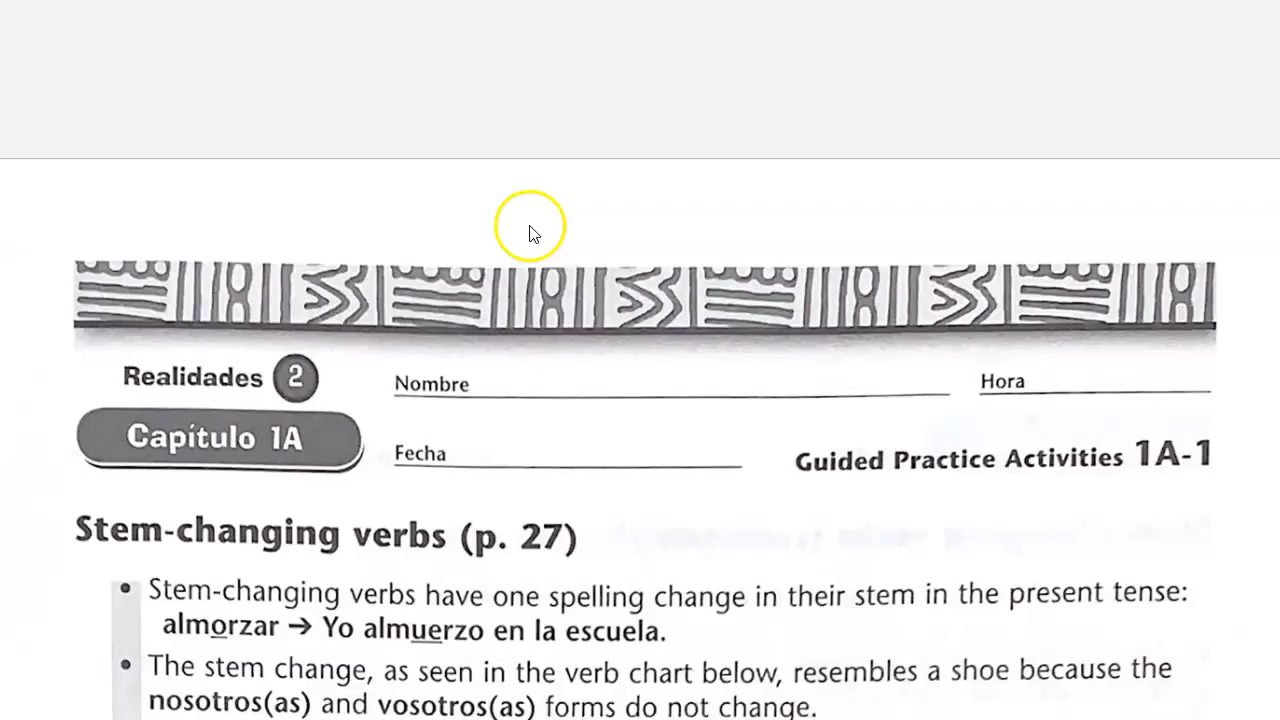 Realidades 2
Nombre
Hora
Capítulo 1A
Fecha
Guided Practice Activities 1A-1
Stem-changing verbs (p. 27)
• Stem-changing verbs have one spelling change in their stem in the present tense:
almorzar → Yo almuerzo en la escuela.
• The stem change, as seen in the verb chart below, resembles a shoe because the
nosotros(as) and vosotros(as) forms do not change.